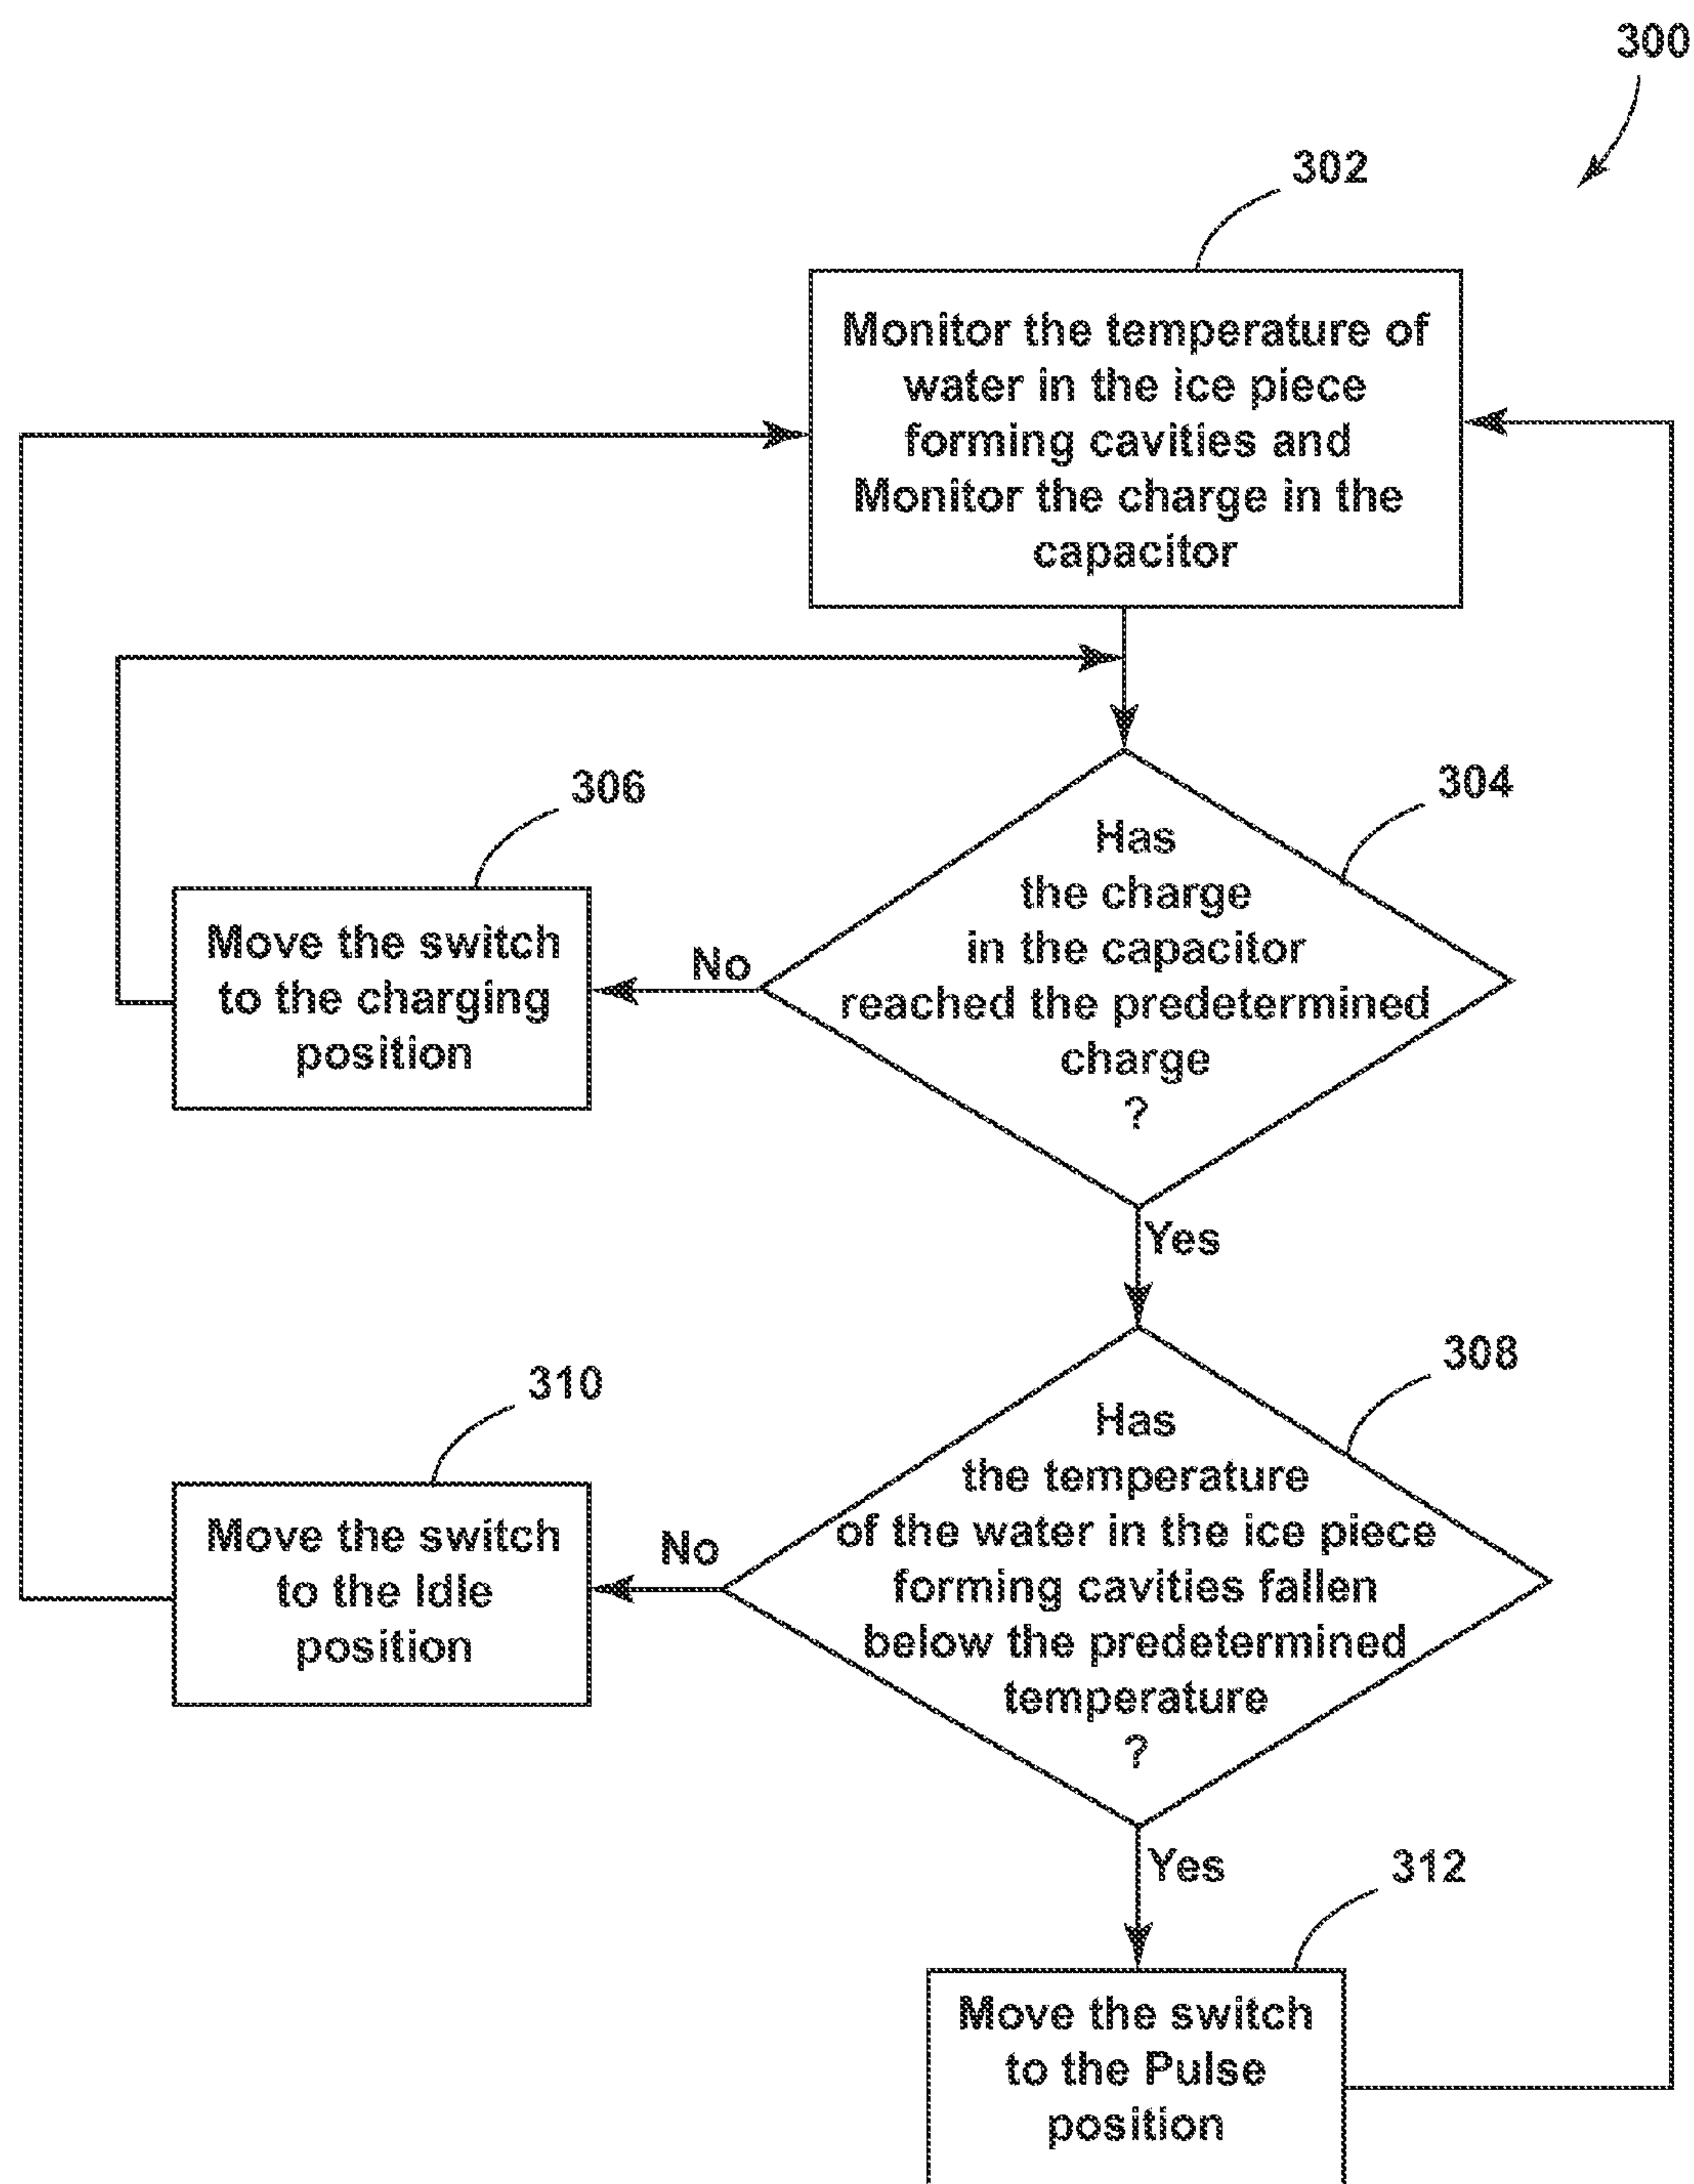 300
302
Monitor the temperature of
water in the ice piece
forming cavities and
Monitor the charge in the
capacitor
304
Has
the charge
in the capacitor
reached the predetermined
charge
?
No
306
Move the switch
to the charging
position
Yes
308
Has
the temperature
of the water in the ice piece
forming cavities fallen
below the predetermined
temperature
?
No
310
Move the switch
to the Idle
position
Yes
312
Move the switch
to the Pulse
position